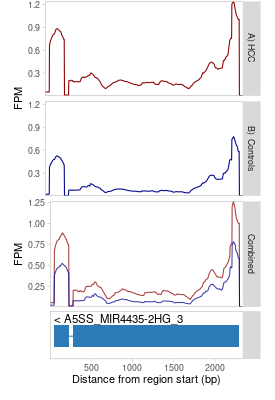 1.2
0.9
0.6
0.3
A) HCC
FPM
1.2
0.9
0.6
0.3
B) Controls
1.25
1.00
0.75
0.50
0.25
FPM
Combined
< A5SS_MIR4435-2HG_3
500
1000
1500
2000
Distance from region start (bp)